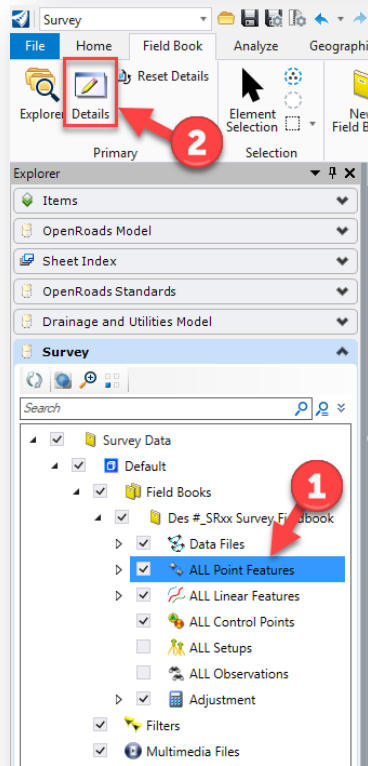 Survey
File Home Field Book Analyze Geographi
Explorer Details Reset Details
Element Selection
New
Field B
Primary Selection
2
Explorer
Items
OpenRoads Model
Sheet Index
OpenRoads Standards
Drainage and Utilities Model
Survey
Search
Survey Data
Default
Field Books
1
Des #_SRxx Survey Fieldbook
Data Files
ALL Point Features
ALL Linear Features
ALL Control Points
ALL Setups
ALL Observations
Adjustment
Filters
Multimedia Files